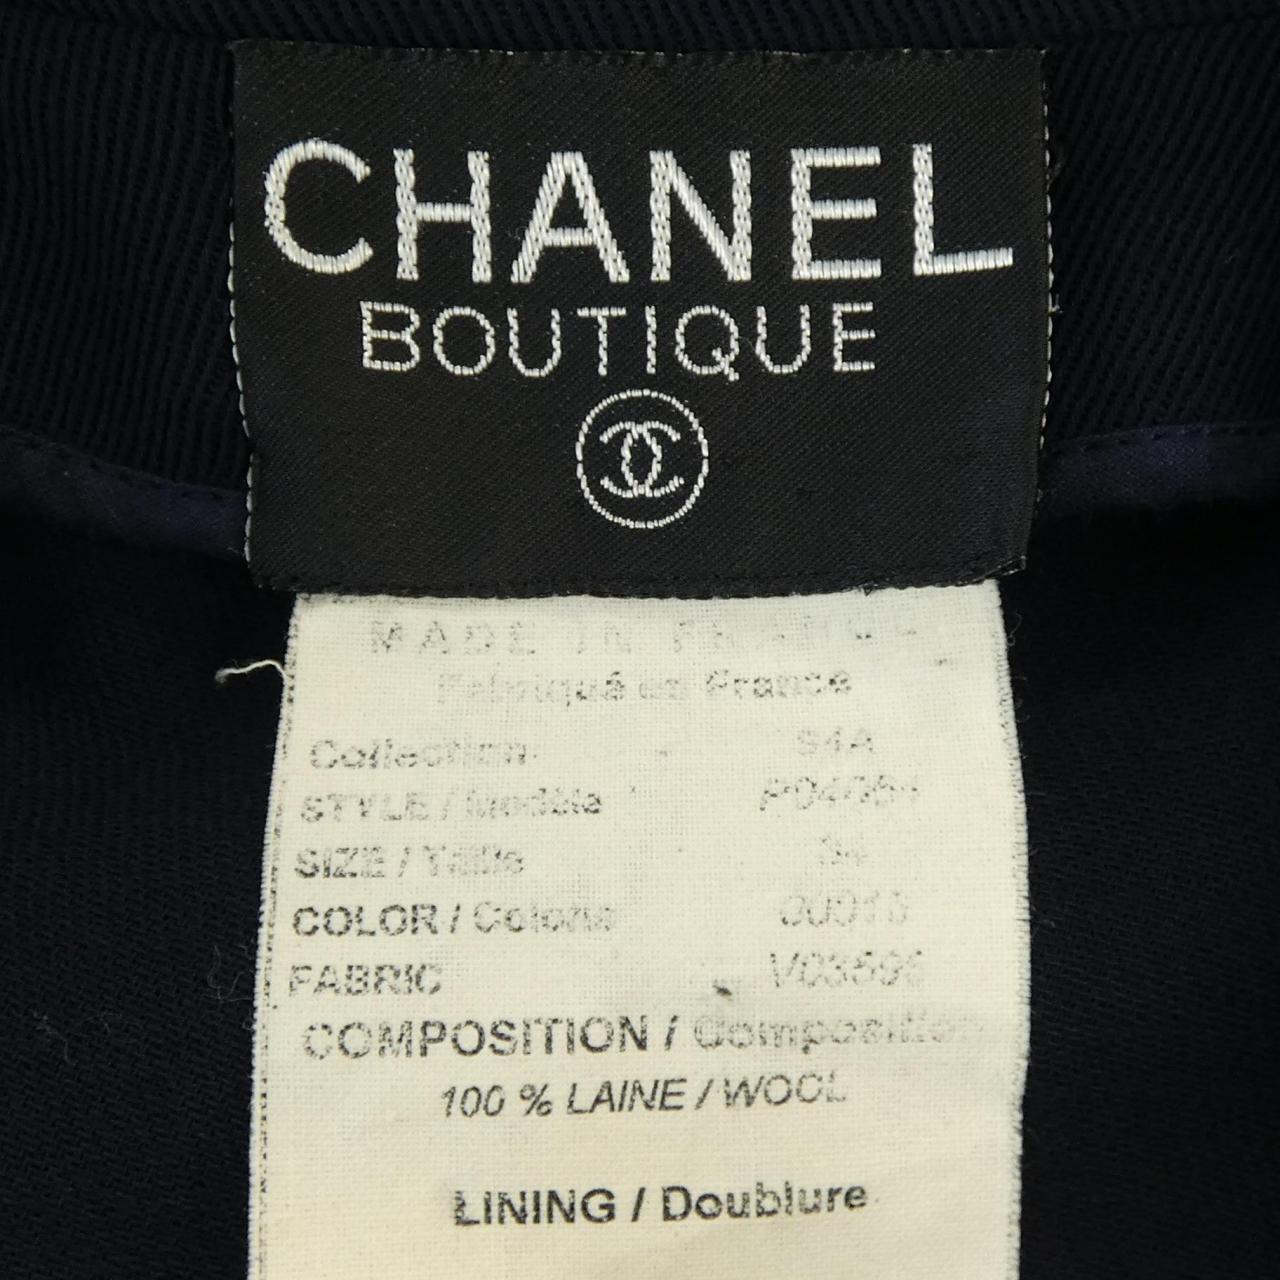 CHANEL
BOUTIQUE
MADE IN FRANCE
Fabriqué en France
Collection 94A
STYLE / Modèle
SIZE / Taille 34
COLOR / Coloris
FABRIC
COMPOSITION / Composition
100 % LAINE / WOOL
LINING / Doublure